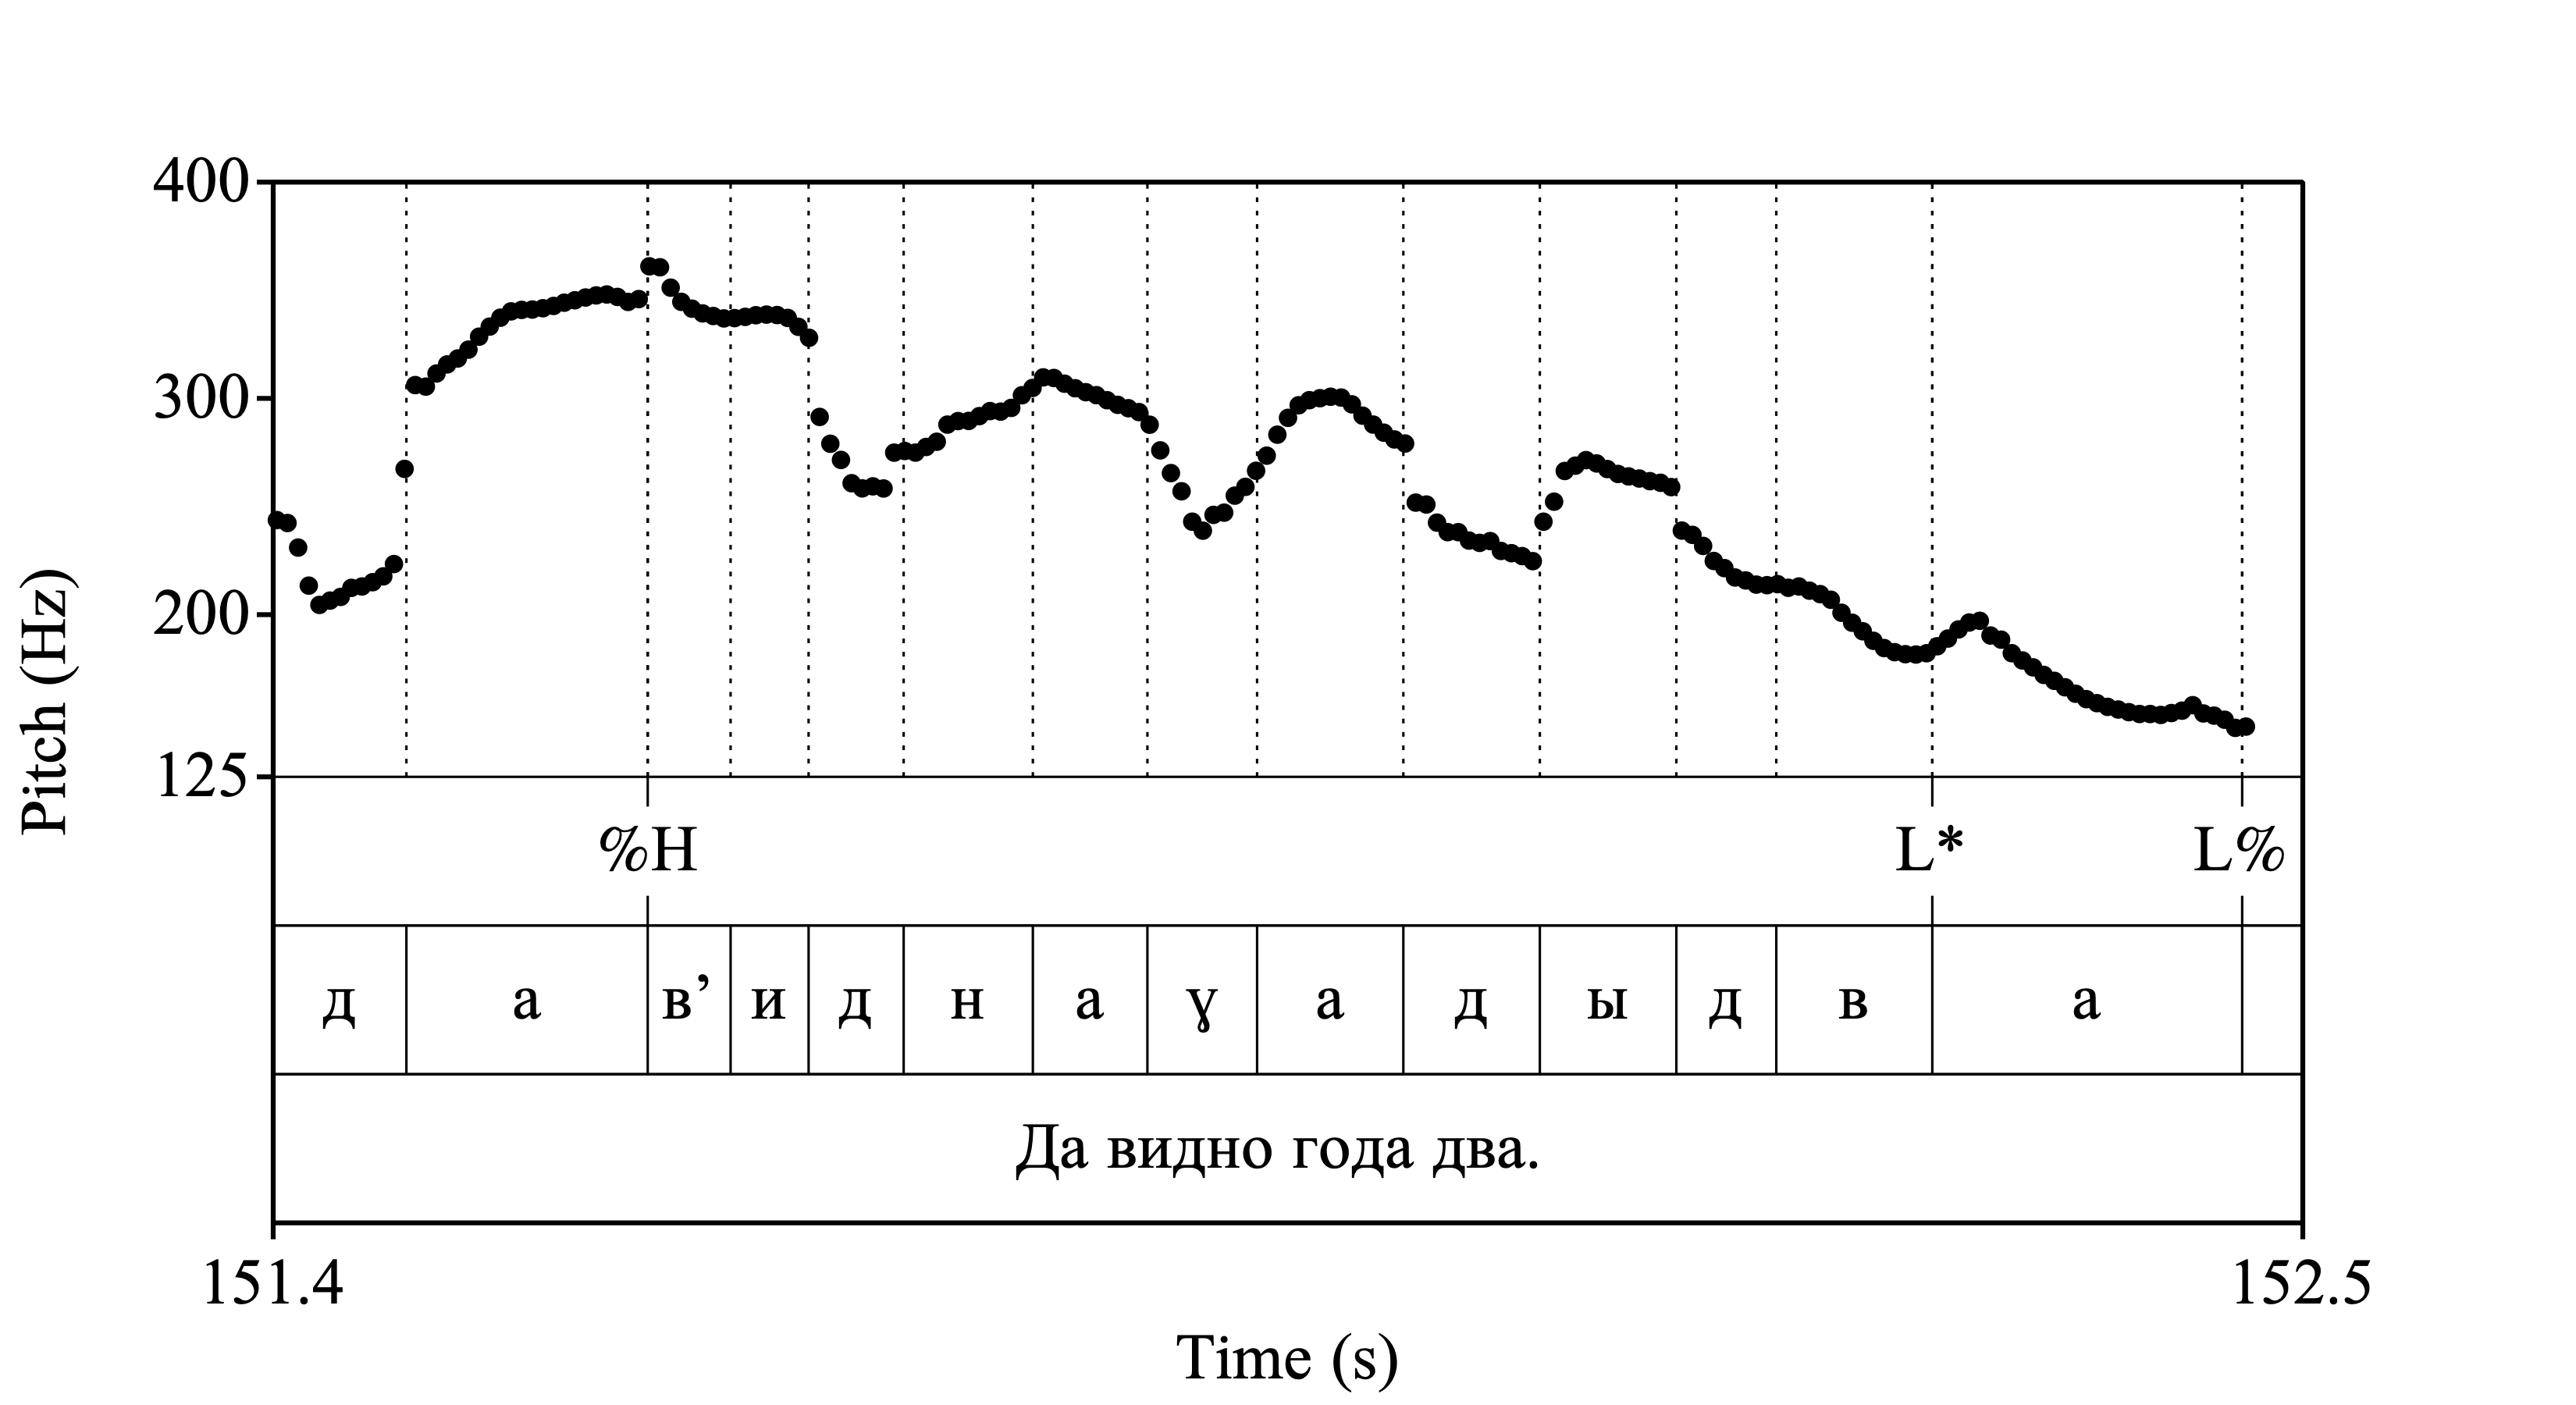 400
300
200
125
Pitch (Hz)
%H L* L%
д а в’ и д н а ɣ а д ы д в а
Да видно года два.
151.4 152.5
Time (s)